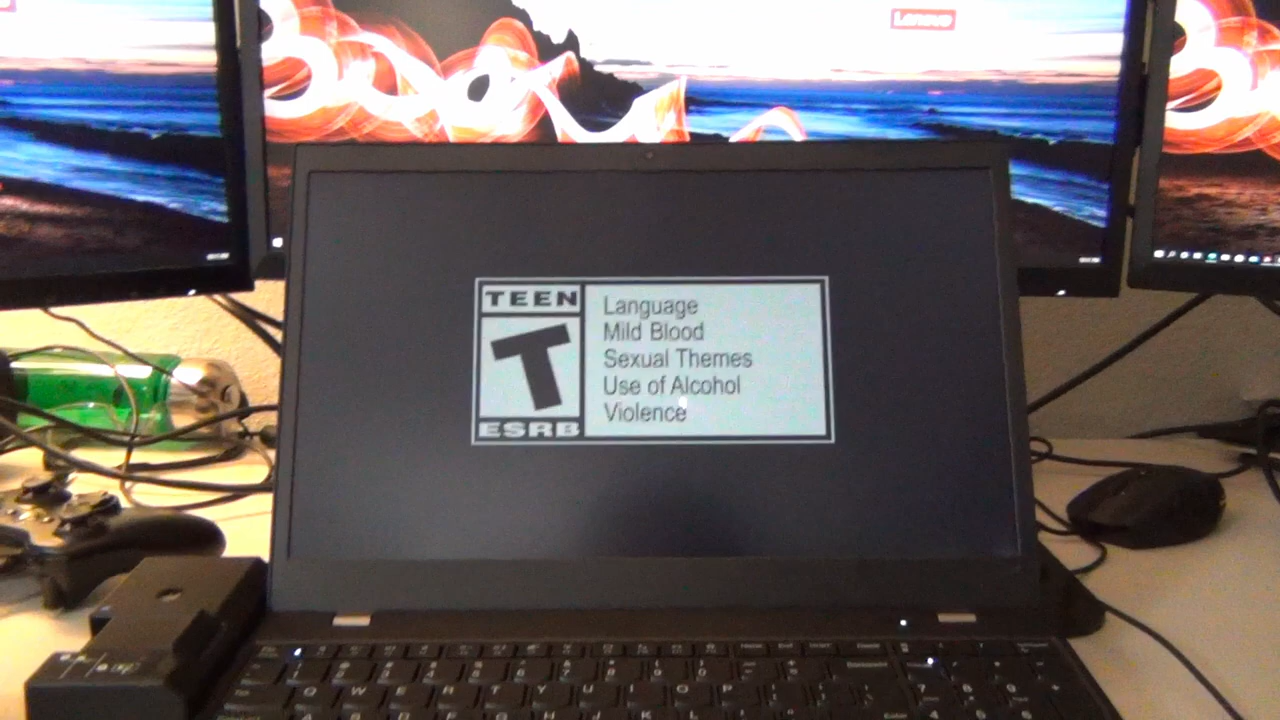 Lenovo
TEEN
T
ESRB
Language
Mild Blood
Sexual Themes
Use of Alcohol
Violence
Q W E R T Y U I O P